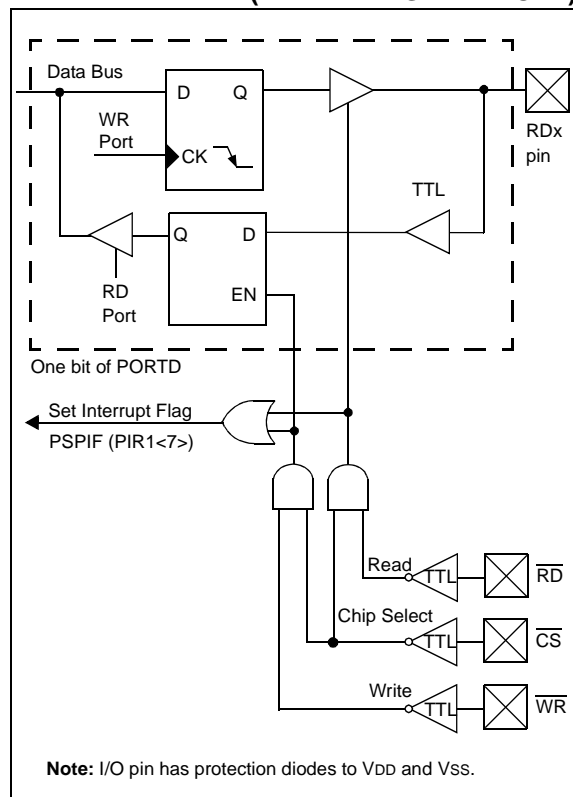 Data Bus
D Q
WR
Port
CK
RDx
pin
TTL
Q D
EN
RD
Port
One bit of PORTD
Set Interrupt Flag
PSPIF (PIR1<7>)
Read
TTL
RD
Chip Select
TTL
CS
Write
TTL
WR
Note: I/O pin has protection diodes to VDD and VSS.